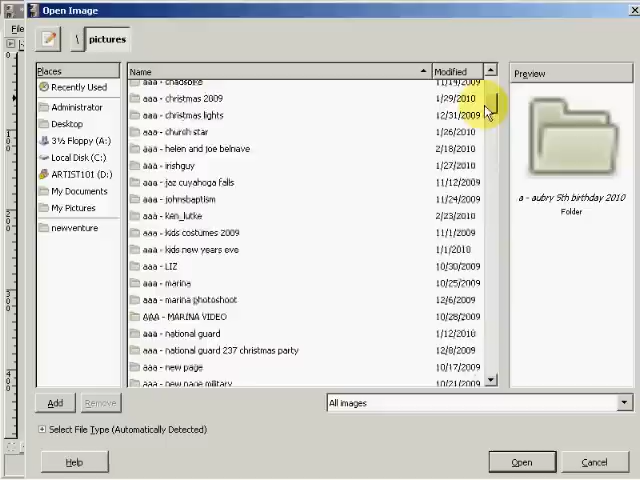 Open Image
File
\ pictures
Places
Name
Modified
Preview
Recently Used
Administrator
Desktop
3½ Floppy (A:)
Local Disk (C:)
ARTIST101 (D:)
My Documents
My Pictures
newventure
aaa - chadsbike 11/14/2009
aaa - christmas 2009 1/29/2010
aaa - christmas lights 12/31/2009
aaa - church star 1/26/2010
aaa - helen and joe belnave 2/18/2010
aaa - irishguy 1/27/2010
aaa - jaz cuyahoga falls 11/12/2009
aaa - johnsbaptism 11/24/2009
aaa - ken_lutke 2/23/2010
aaa - kids costumes 2009 11/1/2009
aaa - kids new years eve 1/1/2010
aaa - LIZ 10/30/2009
aaa - marina 10/25/2009
aaa - marina photoshoot 12/6/2009
AAA - MARINA VIDEO 10/28/2009
aaa - national guard 1/12/2010
aaa - national guard 237 christmas party 12/8/2009
aaa - new page 10/17/2009
aaa - new page military 10/21/2009
a - aubry 5th birthday 2010
Folder
Add
Remove
All images
Select File Type (Automatically Detected)
Help
Open
Cancel